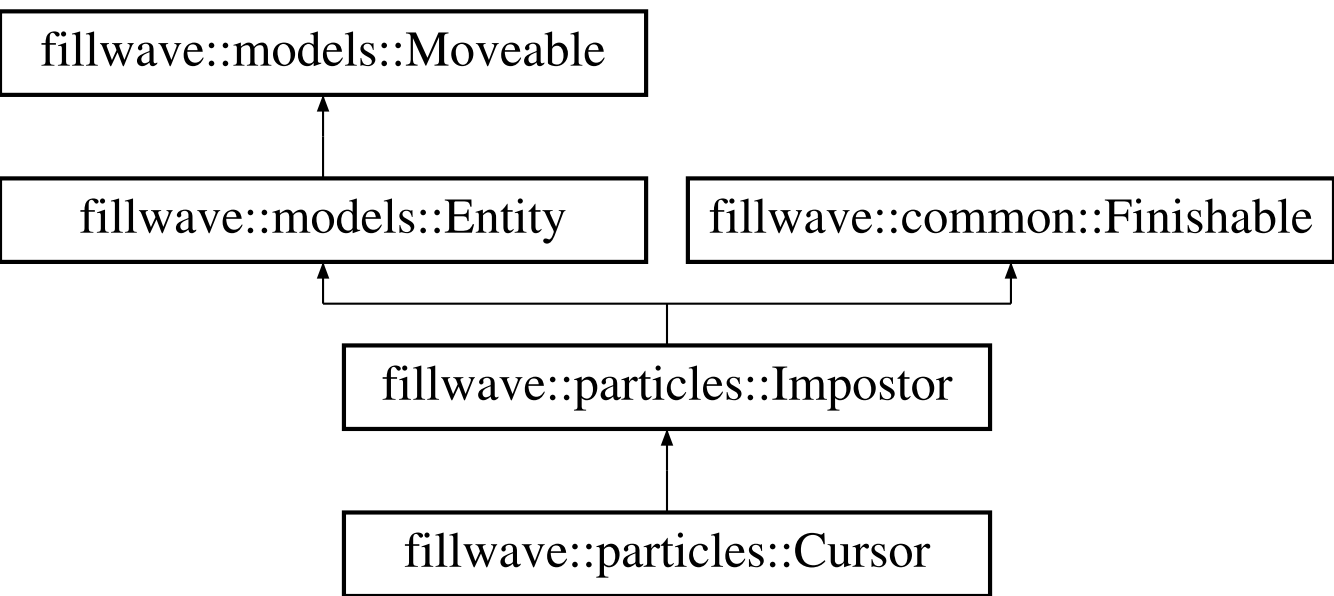 fillwave::models::Moveable
fillwave::models::Entity
fillwave::common::Finishable
fillwave::particles::Impostor
fillwave::particles::Cursor